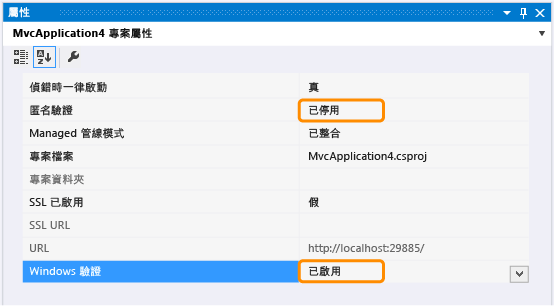 屬性
MvcApplication4 專案屬性
偵錯時一律啟動 真
匿名驗證 已停用
Managed 管線模式 已整合
專案檔案 MvcApplication4.csproj
專案資料夾
SSL 已啟用 假
SSL URL
URL http://localhost:29885/
Windows 驗證 已啟用